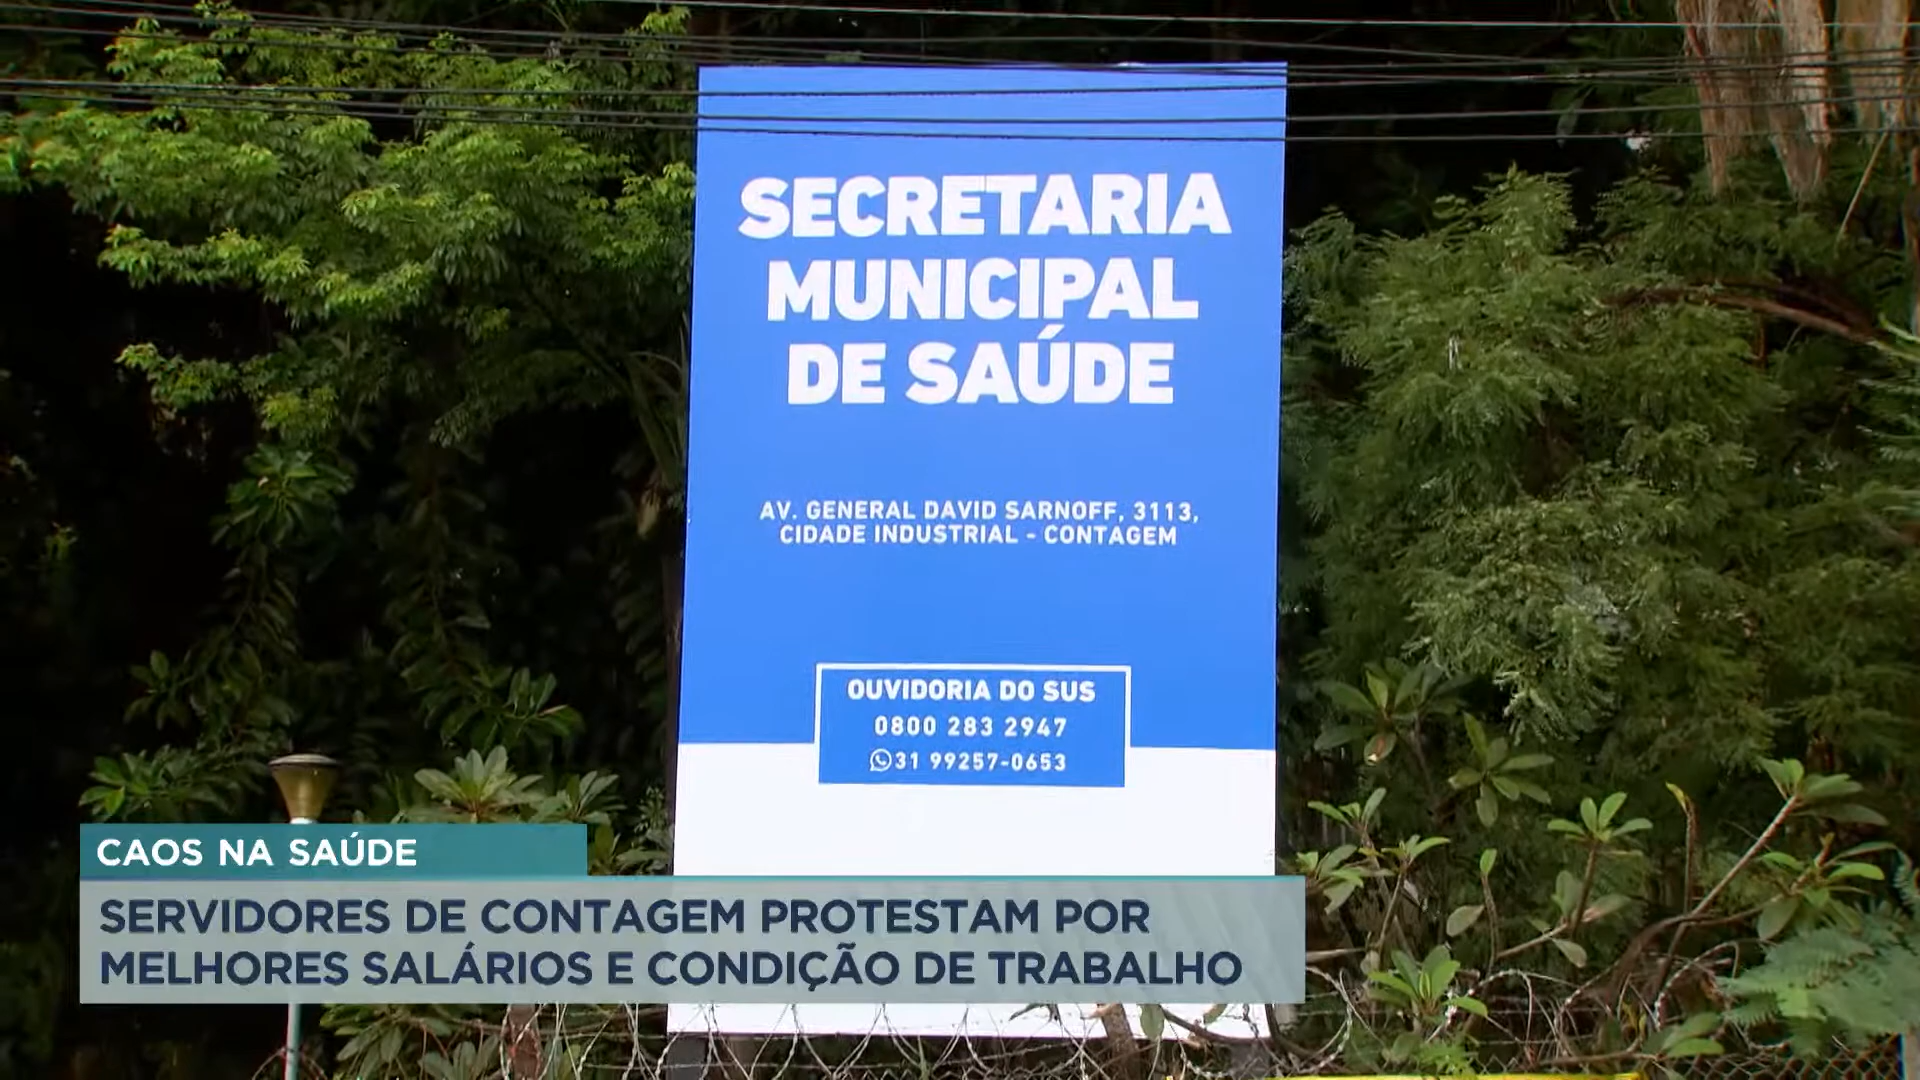 SECRETARIA
MUNICIPAL
DE SAÚDE
AV. GENERAL DAVID SARNOFF, 3113,
CIDADE INDUSTRIAL - CONTAGEM
OUVIDORIA DO SUS
0800 283 2947
31 99257-0653
CAOS NA SAÚDE
SERVIDORES DE CONTAGEM PROTESTAM POR
MELHORES SALÁRIOS E CONDIÇÃO DE TRABALHO